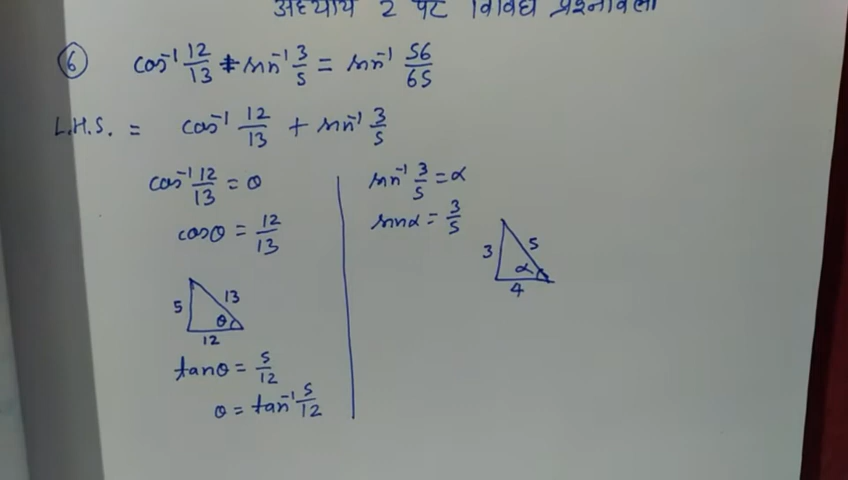 अध्याय 2 पर विविध प्रश्नावली
⑥ cos⁻¹ 12/13 + sin⁻¹ 3/5 = sin⁻¹ 56/65
L.H.S. = cos⁻¹ 12/13 + sin⁻¹ 3/5
cos⁻¹ 12/13 = θ
cosθ = 12/13
5 13 θ 12
tanθ = 5/12
θ = tan⁻¹ 5/12
sin⁻¹ 3/5 = α
sinα = 3/5
3 5 α 4